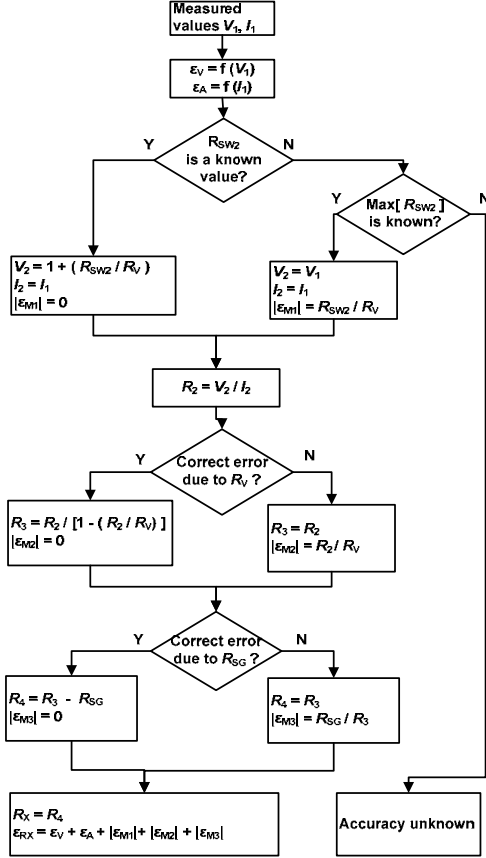 Measured
values V₁, I₁
εV = f (V₁)
εA = f (I₁)
RSW2
is a known
value?
Y
N
Max[ RSW2 ]
is known?
Y
N
V₂ = 1 + ( RSW2 / RV )
I₂ = I₁
|εM1| = 0
V₂ = V₁
I₂ = I₁
|εM1| = RSW2 / RV
R₂ = V₂ / I₂
Correct error
due to RV ?
Y
N
R₃ = R₂ / [1 - ( R₂ / RV) ]
|εM2| = 0
R₃ = R₂
|εM2| = R₂ / RV
Correct error
due to RSG ?
Y
N
R₄ = R₃ - RSG
|εM3| = 0
R₄ = R₃
|εM3| = RSG / R₃
RX = R₄
εRX = εV + εA + |εM1|+ |εM2| + |εM3|
Accuracy unknown